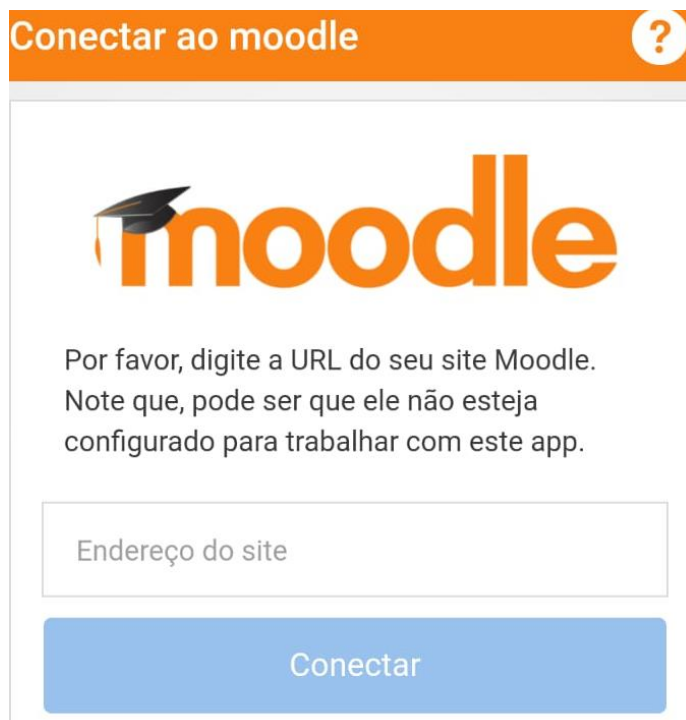 Conectar ao moodle
?
moodle
Por favor, digite a URL do seu site Moodle.
Note que, pode ser que ele não esteja
configurado para trabalhar com este app.
Endereço do site
Conectar